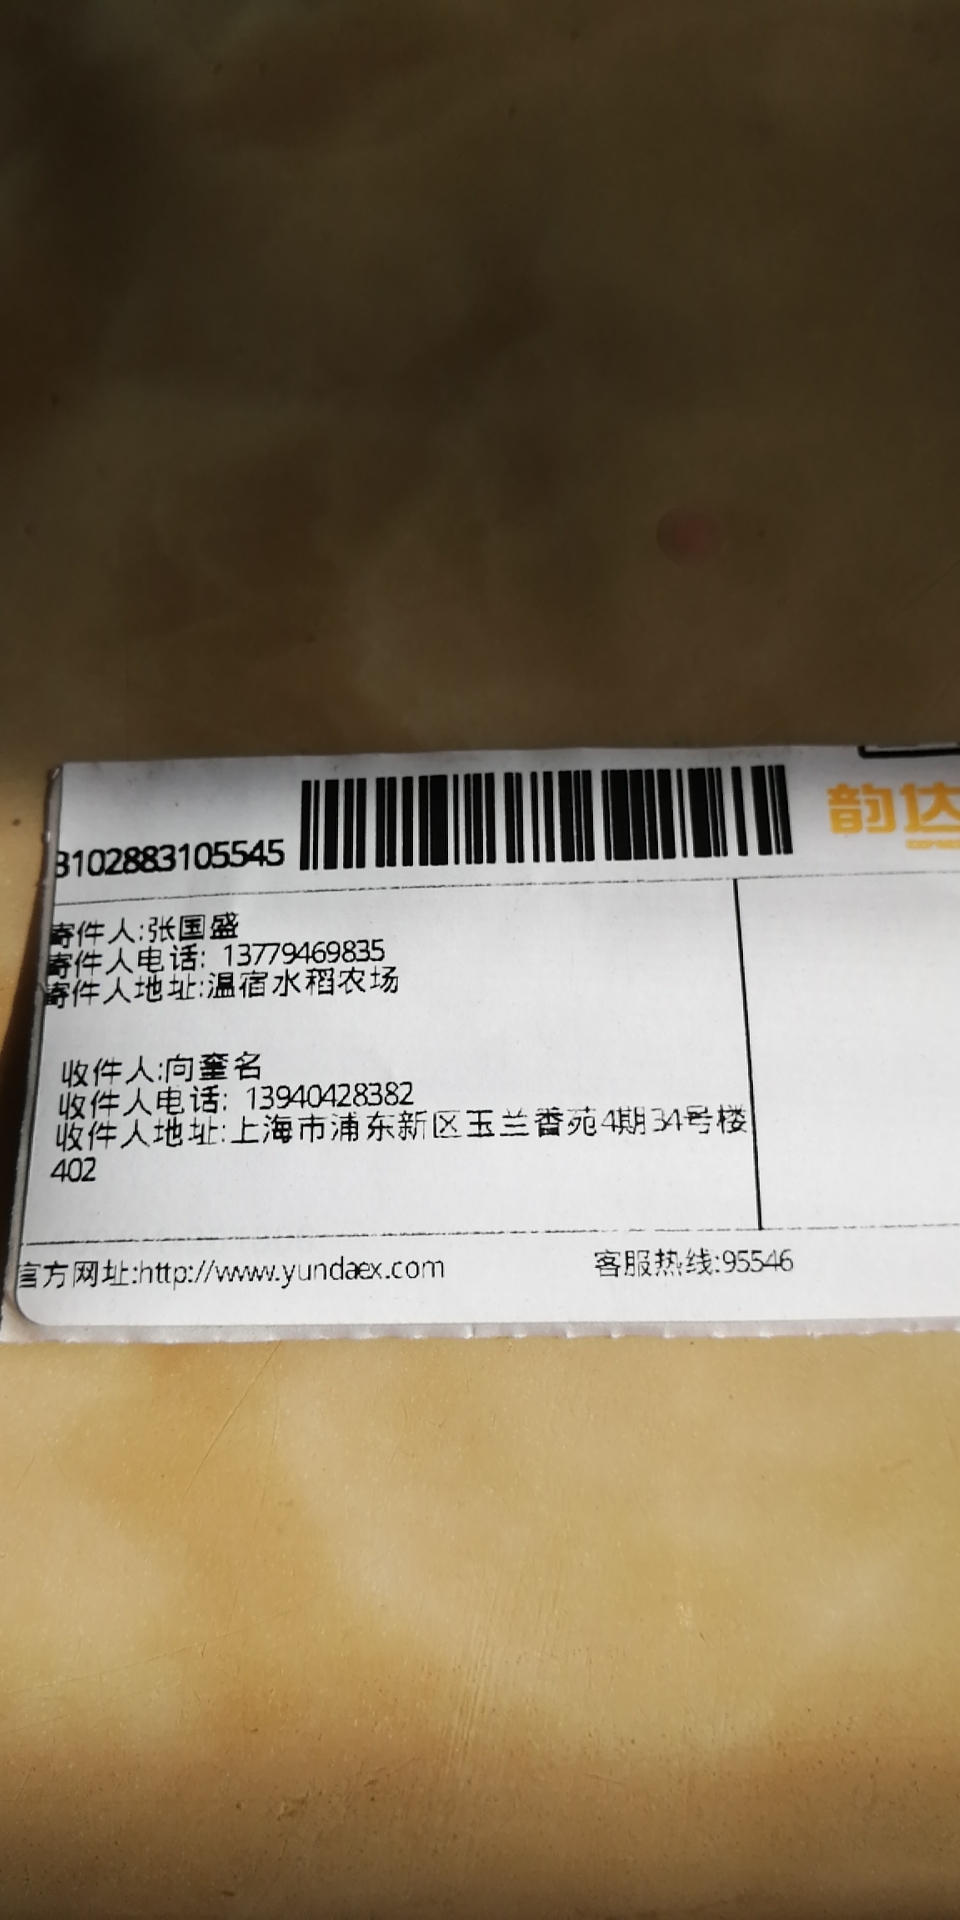 3102883105545
韵达
寄件人:张国盛
寄件人电话: 13779469835
寄件人地址:温宿水稻农场
收件人:向奎名
收件人电话: 13940428382
收件人地址:上海市浦东新区玉兰香苑4期34号楼
402
官方网址:http://www.yundaex.com
客服热线:95546